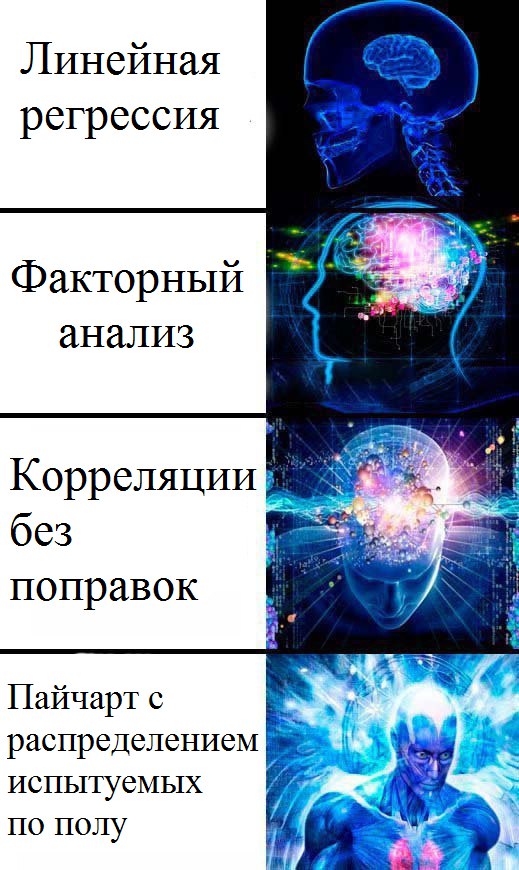 Линейная
регрессия
Факторный
анализ
Корреляции
без
поправок
Пайчарт с
распределением
испытуемых
по полу